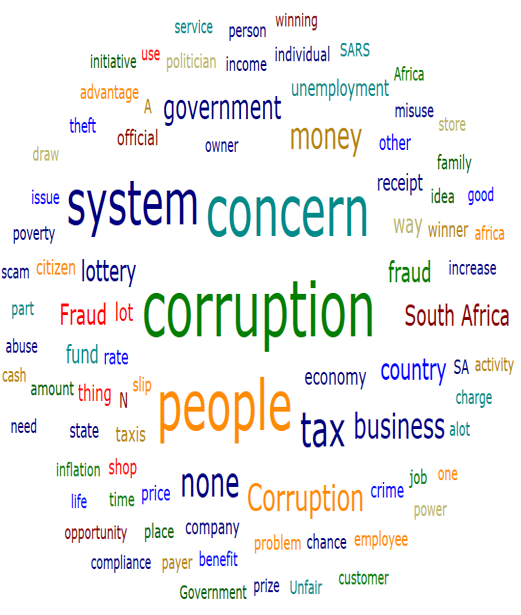 winning
service person
individual SARS
initiative use politician income
Africa
advantage A government unemployment
misuse
theft official owner money other store
draw family
receipt idea good
issue system concern
way winner africa
poverty
scam citizen lottery fraud increase
part Fraud lot corruption South Africa
abuse fund rate
country SA activity
cash amount thing N slip people economy
charge
need state taxis tax business alot
inflation shop
none Corruption crime job one
life time price
power
opportunity place company
problem chance employee
compliance payer benefit
Government prize Unfair customer